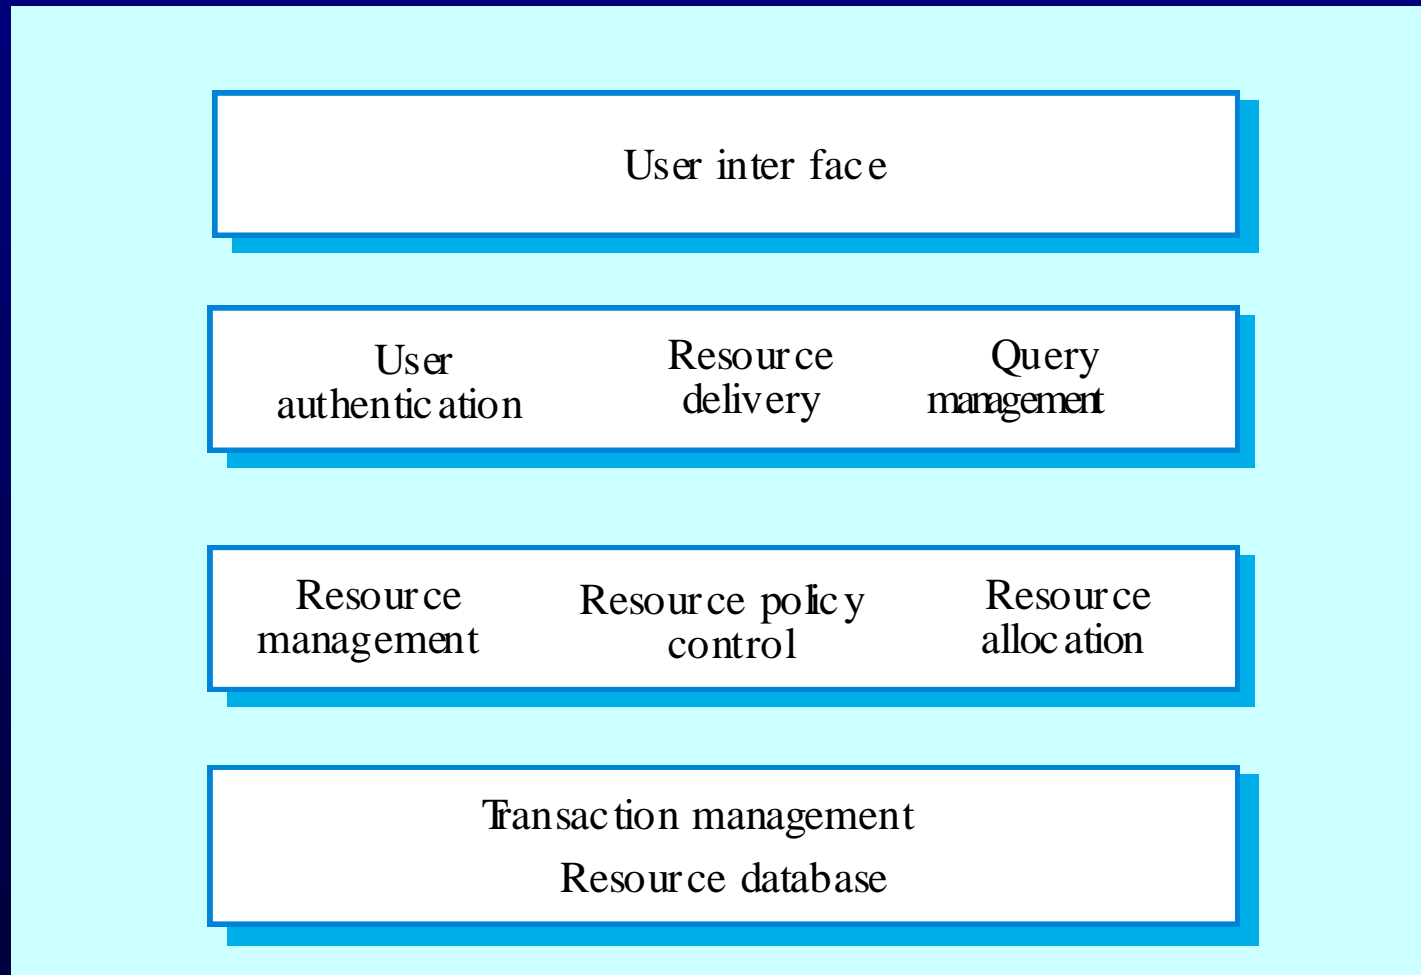 User interface
User
authentication
Resource
delivery
Query
management
Resource
management
Resource policy
control
Resource
allocation
Transaction management
Resource database